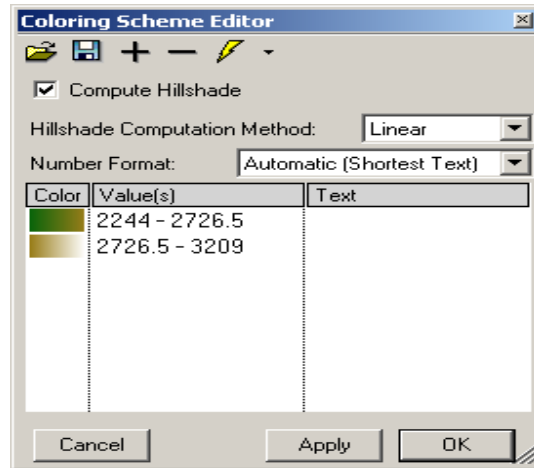 Coloring Scheme Editor
Compute Hillshade
Hillshade Computation Method: Linear
Number Format: Automatic (Shortest Text)
Color Value(s) Text
2244 - 2726.5
2726.5 - 3209
Cancel Apply OK